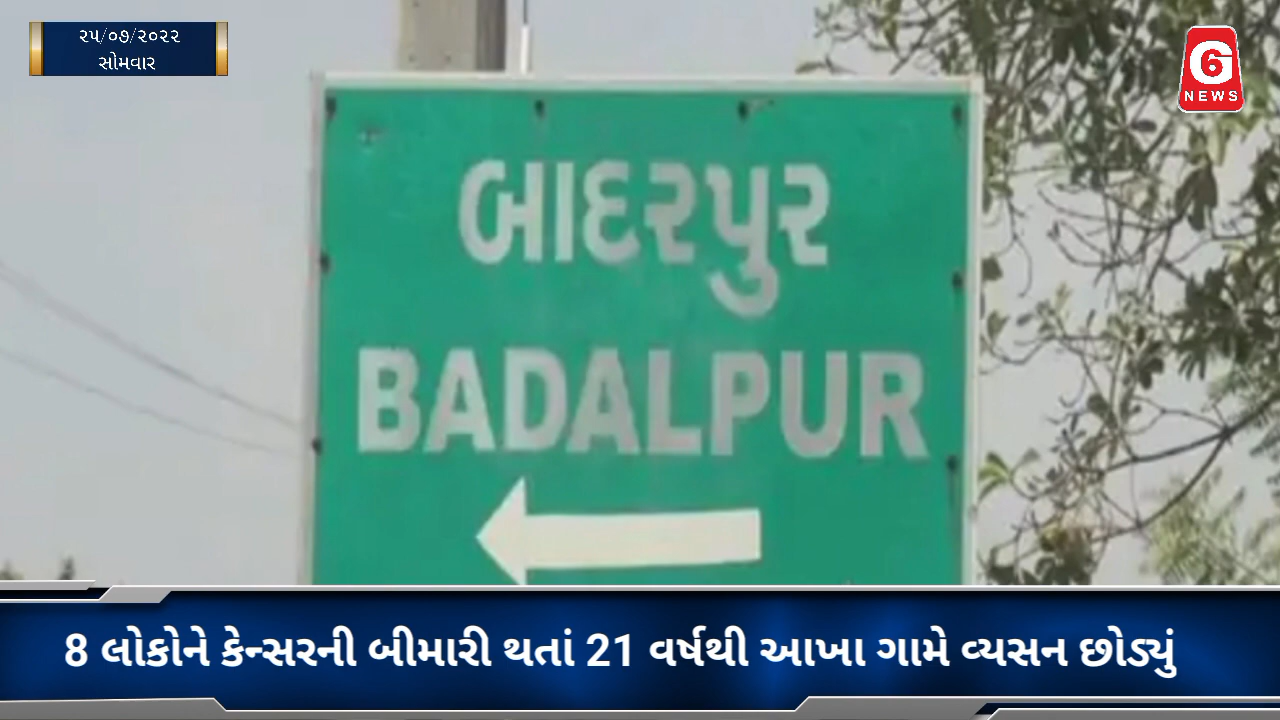 ૨૫/૦૭/૨૦૨૨
સોમવાર
6
NEWS
બાદરપુર
BADALPUR
8 લોકોને કેન્સરની બીમારી થતાં 21 વર્ષથી આખા ગામે વ્યસન છોડ્યું